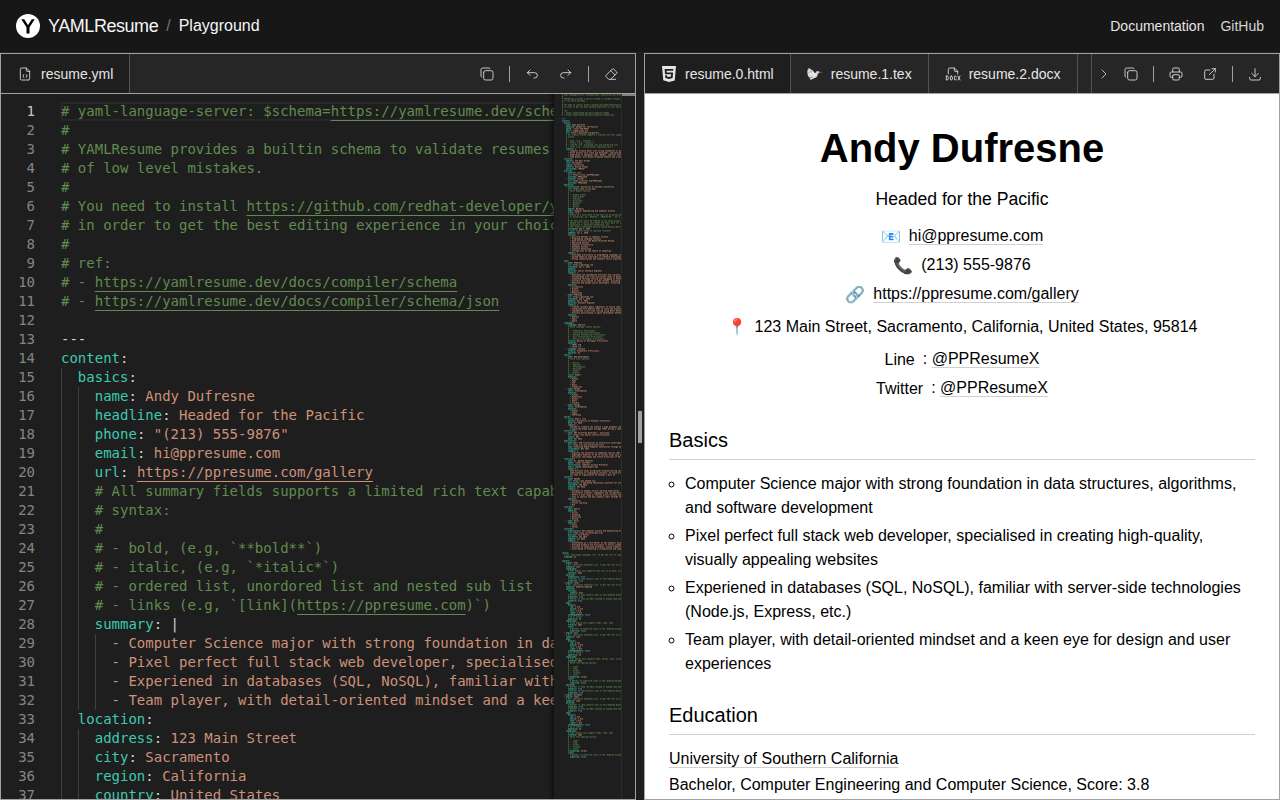 YAMLResume / Playground
Documentation GitHub
resume.yml
1 # yaml-language-server: $schema=https://yamlresume.dev/sche
2 #
3 # YAMLResume provides a builtin schema to validate resumes
4 # of low level mistakes.
5 #
6 # You need to install https://github.com/redhat-developer/y
7 # in order to get the best editing experience in your choic
8 #
9 # ref:
10 # - https://yamlresume.dev/docs/compiler/schema
11 # - https://yamlresume.dev/docs/compiler/schema/json
12
13 ---
14 content:
15 basics:
16 name: Andy Dufresne
17 headline: Headed for the Pacific
18 phone: "(213) 555-9876"
19 email: hi@ppresume.com
20 url: https://ppresume.com/gallery
21 # All summary fields supports a limited rich text capab
22 # syntax:
23 #
24 # - bold, (e.g, `**bold**`)
25 # - italic, (e.g, `*italic*`)
26 # - ordered list, unordored list and nested sub list
27 # - links (e.g, `[link](https://ppresume.com)`)
28 summary: |
29 - Computer Science major with strong foundation in da
30 - Pixel perfect full stack web developer, specialised
31 - Experienced in databases (SQL, NoSQL), familiar with
32 - Team player, with detail-oriented mindset and a kee
33 location:
34 address: 123 Main Street
35 city: Sacramento
36 region: California
37 country: United States
resume.0.html resume.1.tex DOCX resume.2.docx
Andy Dufresne
Headed for the Pacific
hi@ppresume.com
(213) 555-9876
https://ppresume.com/gallery
123 Main Street, Sacramento, California, United States, 95814
Line : @PPResumeX
Twitter : @PPResumeX
Basics
Computer Science major with strong foundation in data structures, algorithms,
and software development
Pixel perfect full stack web developer, specialised in creating high-quality,
visually appealing websites
Experienced in databases (SQL, NoSQL), familiar with server-side technologies
(Node.js, Express, etc.)
Team player, with detail-oriented mindset and a keen eye for design and user
experiences
Education
University of Southern California
Bachelor, Computer Engineering and Computer Science, Score: 3.8